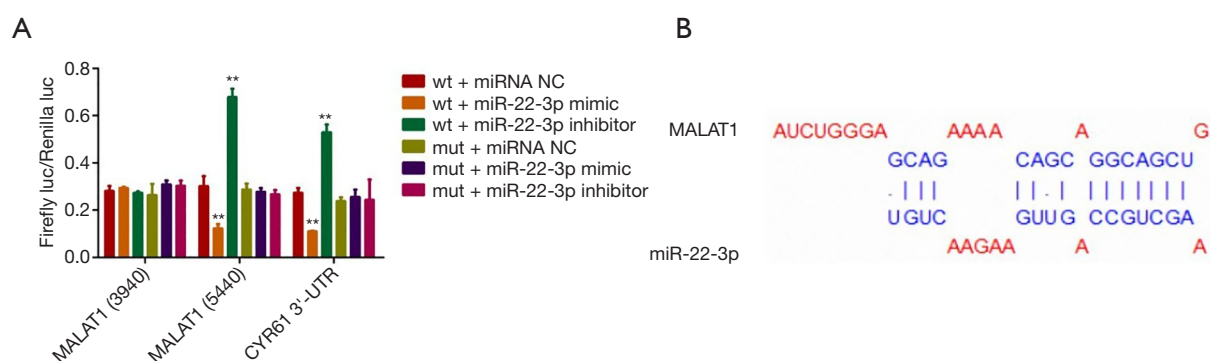 A
Firefly luc/Renilla luc
0.8
0.6
0.4
0.2
0.0
**
**
**
**
MALAT1 (3940)
MALAT1 (5440)
CYR61 3'-UTR
wt + miRNA NC
wt + miR-22-3p mimic
wt + miR-22-3p inhibitor
mut + miRNA NC
mut + miR-22-3p mimic
mut + miR-22-3p inhibitor
B
MALAT1 AUCUGGGA AAAA A G
GCAG CAGC GGCAGCU
UGUC GUUG CCGUCGA
miR-22-3p AAGAA A A